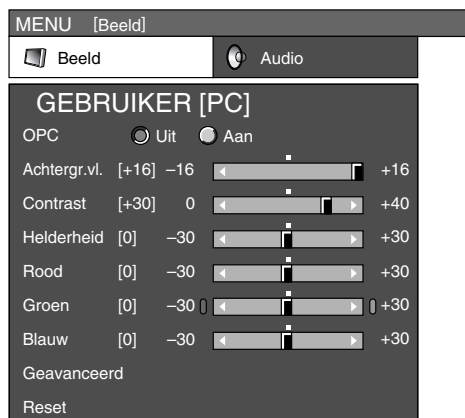 MENU [Beeld]
Beeld Audio
GEBRUIKER [PC]
OPC Uit Aan
Achtergr.vl. [+16] –16 +16
Contrast [+30] 0 +40
Helderheid [0] –30 +30
Rood [0] –30 +30
Groen [0] –30 +30
Blauw [0] –30 +30
Geavanceerd
Reset